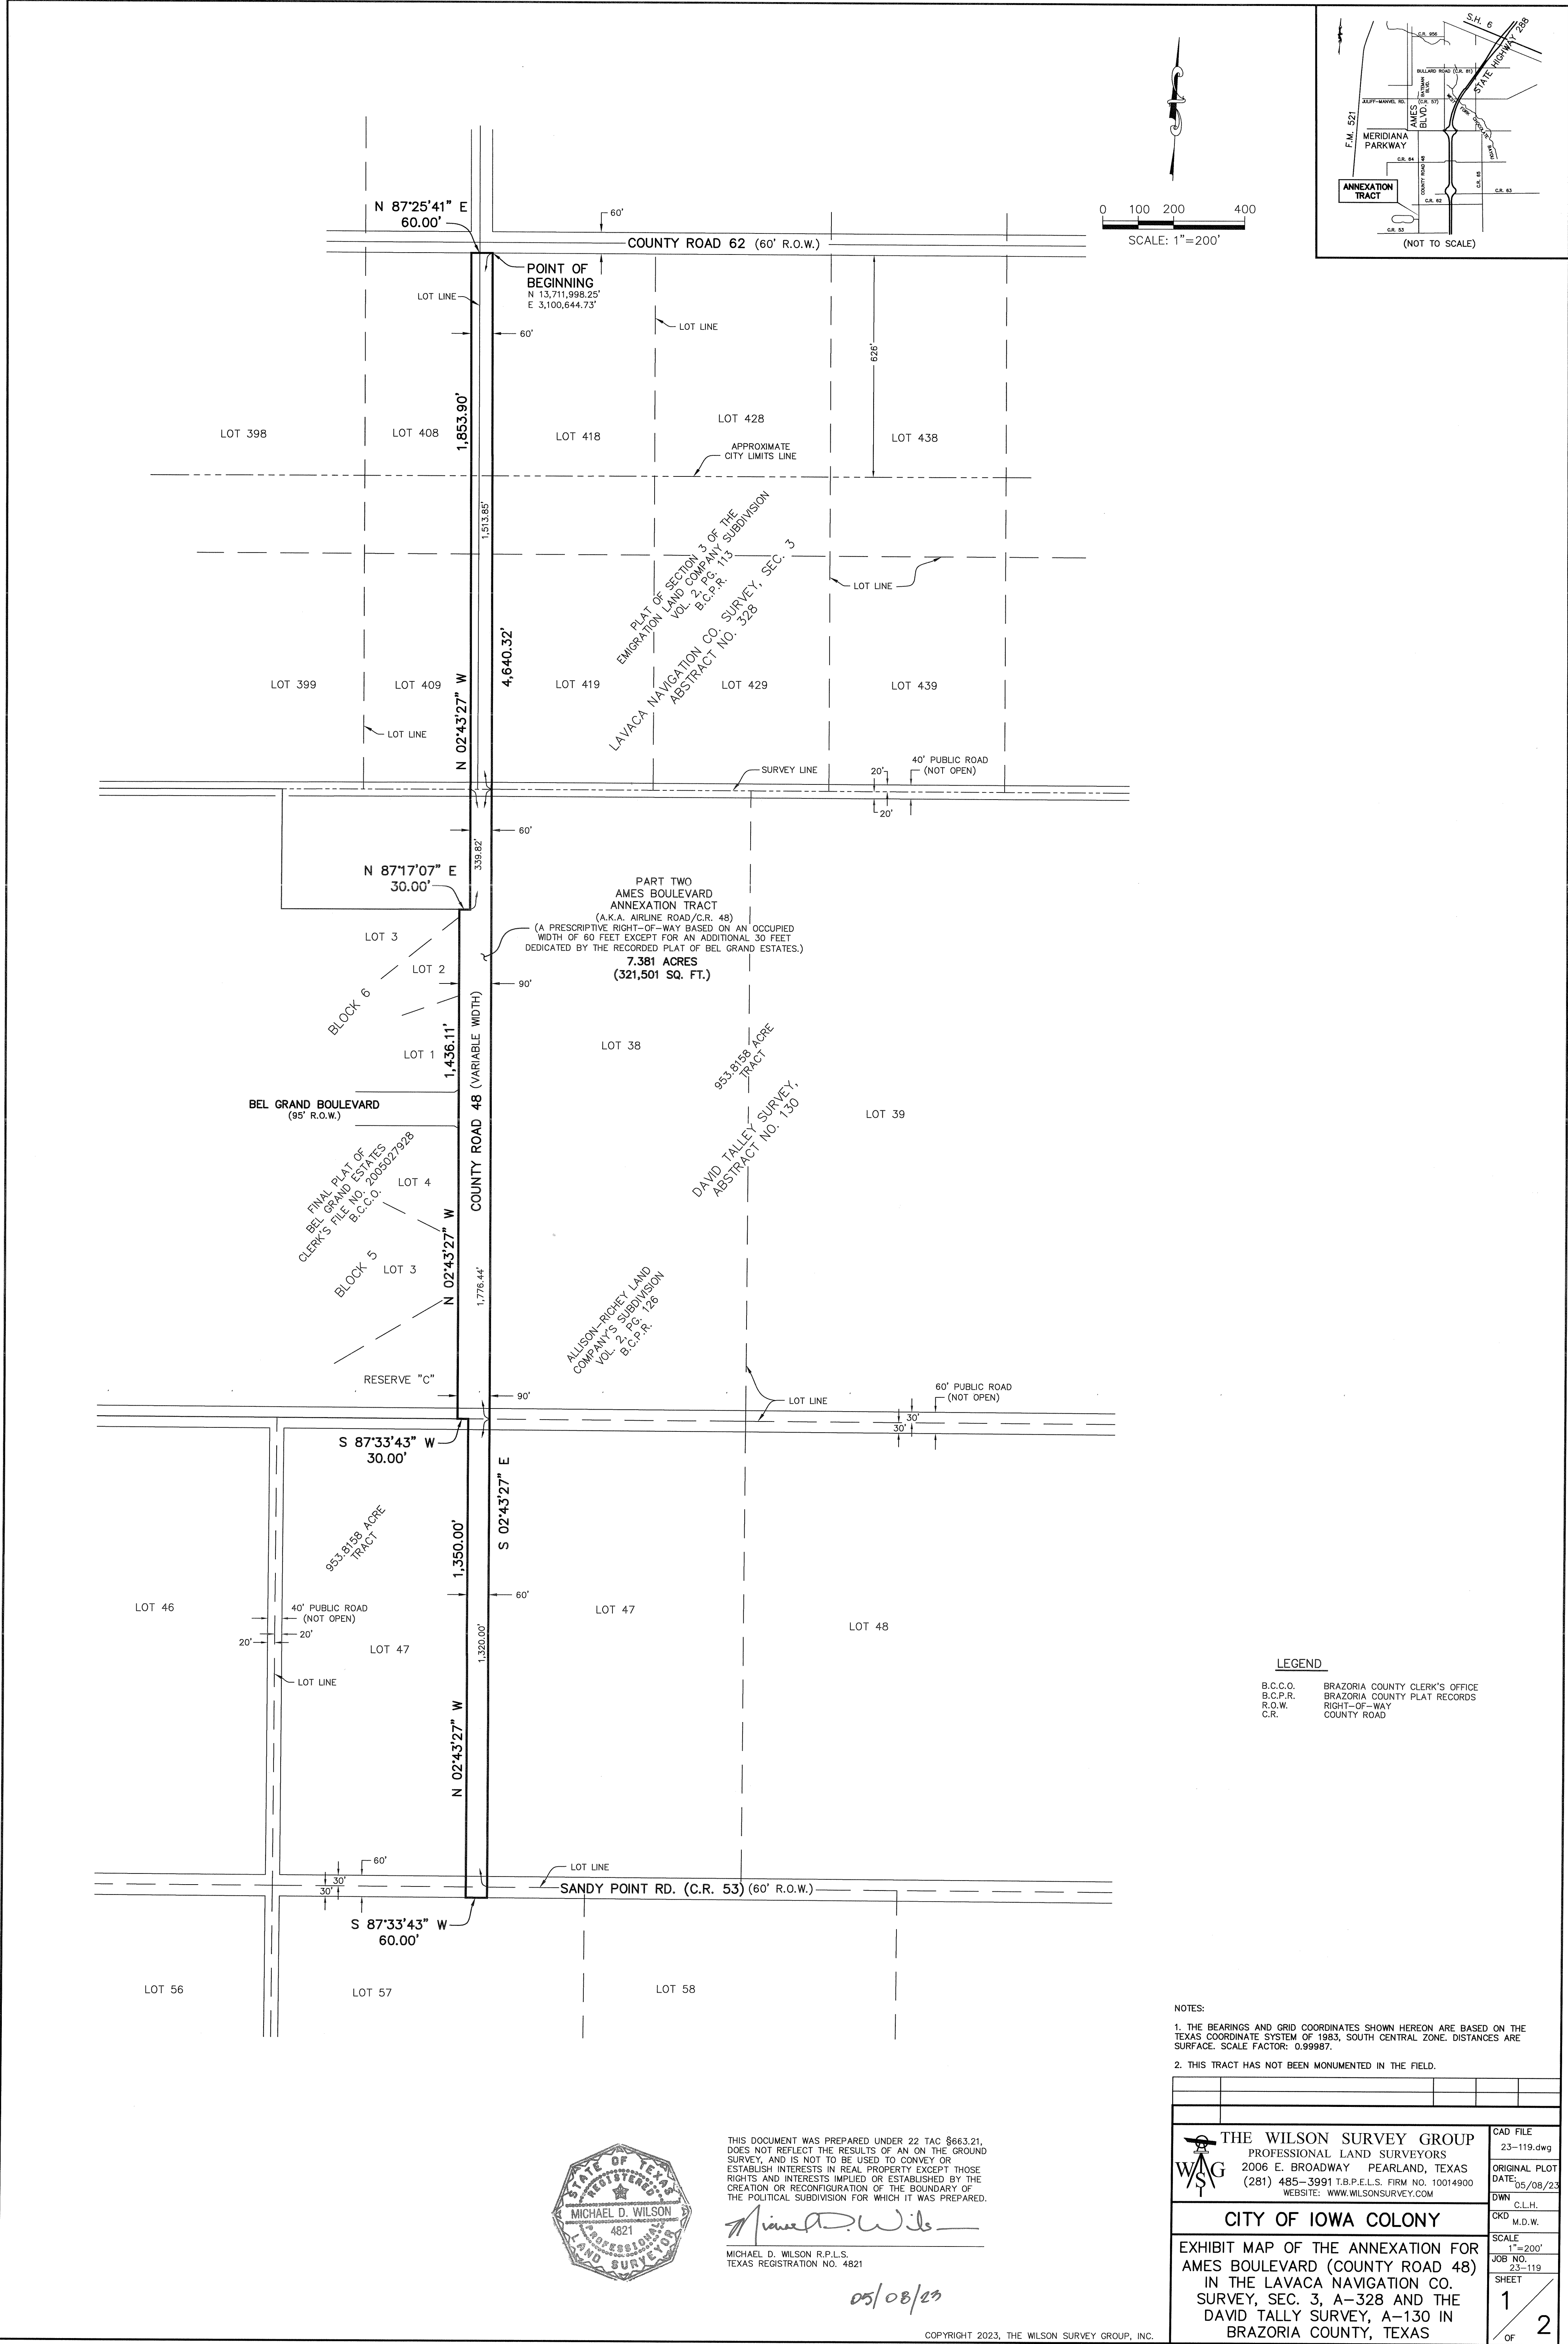 S.H. 6
STATE HIGHWAY 288
C.R. 956
BULLARD ROAD (C.R. 81)
BATEMAN
BLVD.
JULIFF-MANVEL RD.
(C.R. 57)
AMES
BLVD.
WEST FORK CHOCOLATE BAYOU
F.M. 521
MERIDIANA
PARKWAY
C.R. 64
COUNTY ROAD 48
C.R. 65
ANNEXATION
TRACT
C.R. 63
C.R. 62
C.R. 53
(NOT TO SCALE)
0 100 200 400
SCALE: 1"=200'
N 87°25'41" E
60.00'
60'
COUNTY ROAD 62 (60' R.O.W.)
POINT OF
BEGINNING
N 13,711,998.25'
E 3,100,644.73'
LOT LINE
60'
LOT LINE
626'
1,853.90'
LOT 398
LOT 408
LOT 418
LOT 428
LOT 438
APPROXIMATE
CITY LIMITS LINE
1,513.85'
PLAT OF SECTION 3 OF THE
EMIGRATION LAND COMPANY SUBDIVISION
VOL. 2, PG. 113
B.C.P.R.
LAVACA NAVIGATION CO. SURVEY, SEC. 3
ABSTRACT NO. 328
LOT LINE
4,640.32'
LOT 399
LOT 409
LOT 419
LOT 429
LOT 439
N 02°43'27" W
LOT LINE
SURVEY LINE
20'
40' PUBLIC ROAD
(NOT OPEN)
20'
60'
339.82'
N 87°17'07" E
30.00'
PART TWO
AMES BOULEVARD
ANNEXATION TRACT
(A.K.A. AIRLINE ROAD/C.R. 48)
(A PRESCRIPTIVE RIGHT-OF-WAY BASED ON AN OCCUPIED
WIDTH OF 60 FEET EXCEPT FOR AN ADDITIONAL 30 FEET
DEDICATED BY THE RECORDED PLAT OF BEL GRAND ESTATES.)
7.381 ACRES
(321,501 SQ. FT.)
LOT 3
LOT 2
90'
BLOCK 6
LOT 1
1,436.11'
COUNTY ROAD 48 (VARIABLE WIDTH)
LOT 38
953.8158 ACRE
TRACT
BEL GRAND BOULEVARD
(95' R.O.W.)
LOT 39
DAVID TALLEY SURVEY,
ABSTRACT NO. 130
FINAL PLAT OF
BEL GRAND ESTATES
CLERK'S FILE NO. 2005027928
B.C.C.O.
LOT 4
N 02°43'27" W
BLOCK 5
LOT 3
1,776.44'
ALLISON-RICHEY LAND
COMPANY'S SUBDIVISION
VOL. 2, PG. 126
B.C.P.R.
RESERVE "C"
90'
LOT LINE
60' PUBLIC ROAD
(NOT OPEN)
30'
30'
S 87°33'43" W
30.00'
S 02°43'27" E
953.8158 ACRE
TRACT
1,350.00'
60'
LOT 46
40' PUBLIC ROAD
(NOT OPEN)
20'
20'
LOT 47
LOT 47
LOT 48
1,320.00'
LOT LINE
N 02°43'27" W
LEGEND
B.C.C.O. BRAZORIA COUNTY CLERK'S OFFICE
B.C.P.R. BRAZORIA COUNTY PLAT RECORDS
R.O.W. RIGHT-OF-WAY
C.R. COUNTY ROAD
60'
30'
30'
LOT LINE
SANDY POINT RD. (C.R. 53) (60' R.O.W.)
S 87°33'43" W
60.00'
LOT 56
LOT 57
LOT 58
NOTES:
1. THE BEARINGS AND GRID COORDINATES SHOWN HEREON ARE BASED ON THE
TEXAS COORDINATE SYSTEM OF 1983, SOUTH CENTRAL ZONE. DISTANCES ARE
SURFACE. SCALE FACTOR: 0.99987.
2. THIS TRACT HAS NOT BEEN MONUMENTED IN THE FIELD.
STATE OF TEXAS
REGISTERED
MICHAEL D. WILSON
4821
PROFESSIONAL
LAND SURVEYOR
THIS DOCUMENT WAS PREPARED UNDER 22 TAC §663.21,
DOES NOT REFLECT THE RESULTS OF AN ON THE GROUND
SURVEY, AND IS NOT TO BE USED TO CONVEY OR
ESTABLISH INTERESTS IN REAL PROPERTY EXCEPT THOSE
RIGHTS AND INTERESTS IMPLIED OR ESTABLISHED BY THE
CREATION OR RECONFIGURATION OF THE BOUNDARY OF
THE POLITICAL SUBDIVISION FOR WHICH IT WAS PREPARED.
Michael D. Wilson
MICHAEL D. WILSON R.P.L.S.
TEXAS REGISTRATION NO. 4821
05/08/23
COPYRIGHT 2023, THE WILSON SURVEY GROUP, INC.
WSG
THE WILSON SURVEY GROUP
PROFESSIONAL LAND SURVEYORS
2006 E. BROADWAY PEARLAND, TEXAS
(281) 485-3991 T.B.P.E.L.S. FIRM NO. 10014900
WEBSITE: WWW.WILSONSURVEY.COM
CITY OF IOWA COLONY
EXHIBIT MAP OF THE ANNEXATION FOR
AMES BOULEVARD (COUNTY ROAD 48)
IN THE LAVACA NAVIGATION CO.
SURVEY, SEC. 3, A-328 AND THE
DAVID TALLY SURVEY, A-130 IN
BRAZORIA COUNTY, TEXAS
CAD FILE
23-119.dwg
ORIGINAL PLOT
DATE: 05/08/23
DWN
C.L.H.
CKD
M.D.W.
SCALE
1"=200'
JOB NO.
23-119
SHEET
1
OF 2